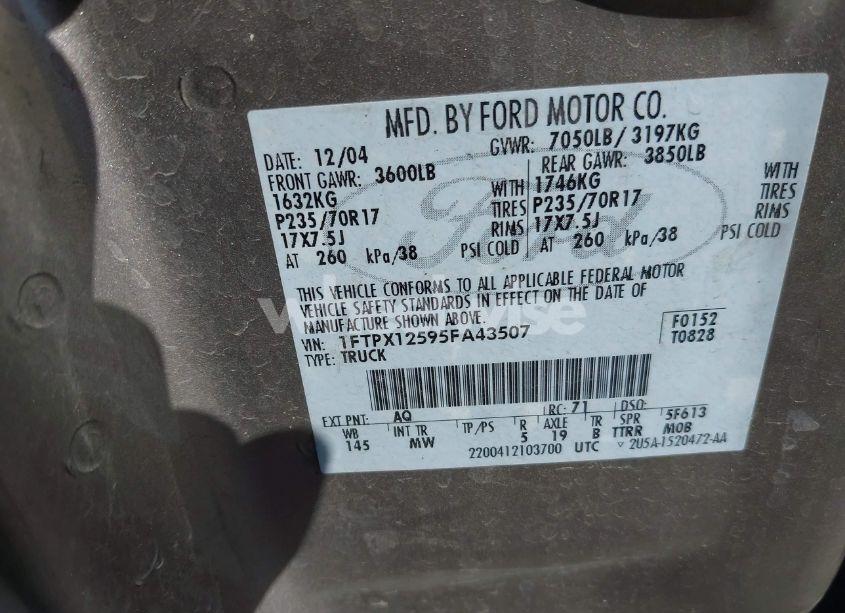 MFD. BY FORD MOTOR CO.
DATE: 12/04 GVWR: 7050LB/ 3197KG
FRONT GAWR: 3600LB REAR GAWR: 3850LB
1632KG WITH 1746KG WITH
P235/70R17 TIRES P235/70R17 TIRES
17X7.5J RIMS 17X7.5J RIMS
AT 260 kPa/38 PSI COLD AT 260 kPa/38 PSI COLD
Ford
THIS VEHICLE CONFORMS TO ALL APPLICABLE FEDERAL MOTOR
VEHICLE SAFETY STANDARDS IN EFFECT ON THE DATE OF
MANUFACTURE SHOWN ABOVE.
VIN: 1FTPX12595FA43507 F0152
TYPE: TRUCK T0828
EXT PNT: AQ RC: 71 DSO:
WB INT TR TP/PS R AXLE TR SPR 5F613
145 MW 5 19 B TTRR MOB
2200412103700 UTC 2U5A-1520472-AA